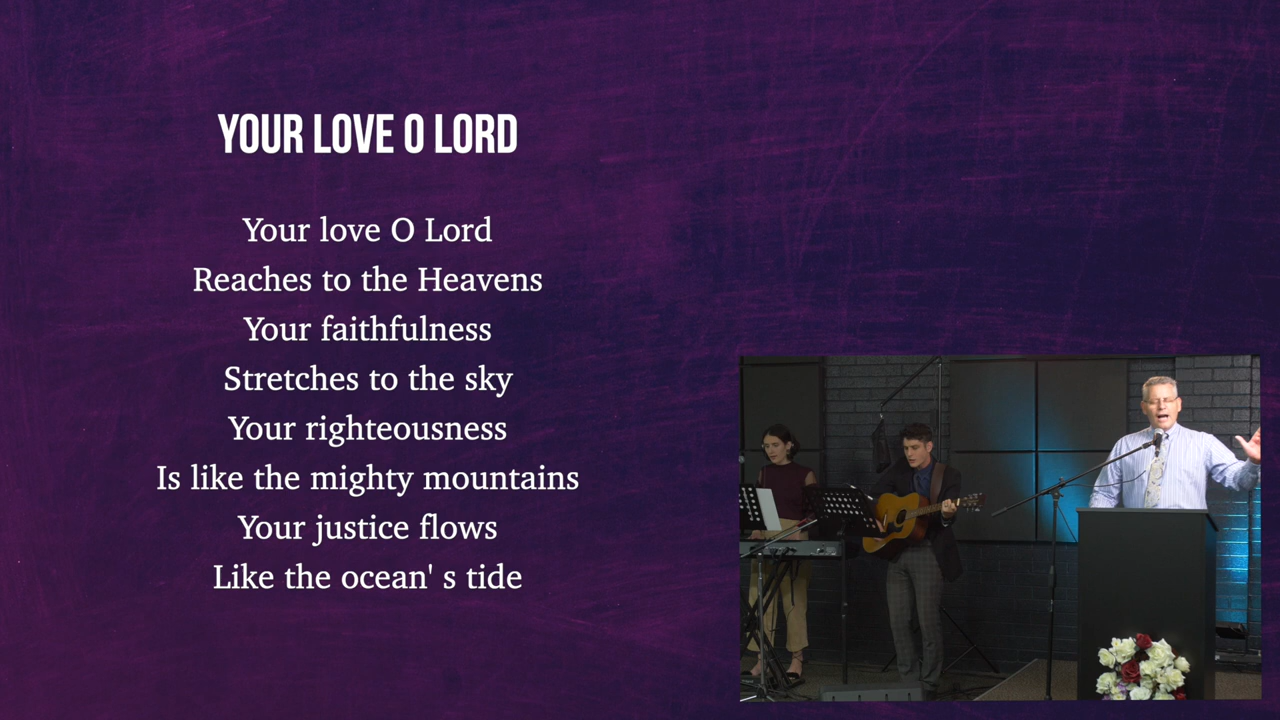 YOUR LOVE O LORD
Your love O Lord
Reaches to the Heavens
Your faithfulness
Stretches to the sky
Your righteousness
Is like the mighty mountains
Your justice flows
Like the ocean' s tide